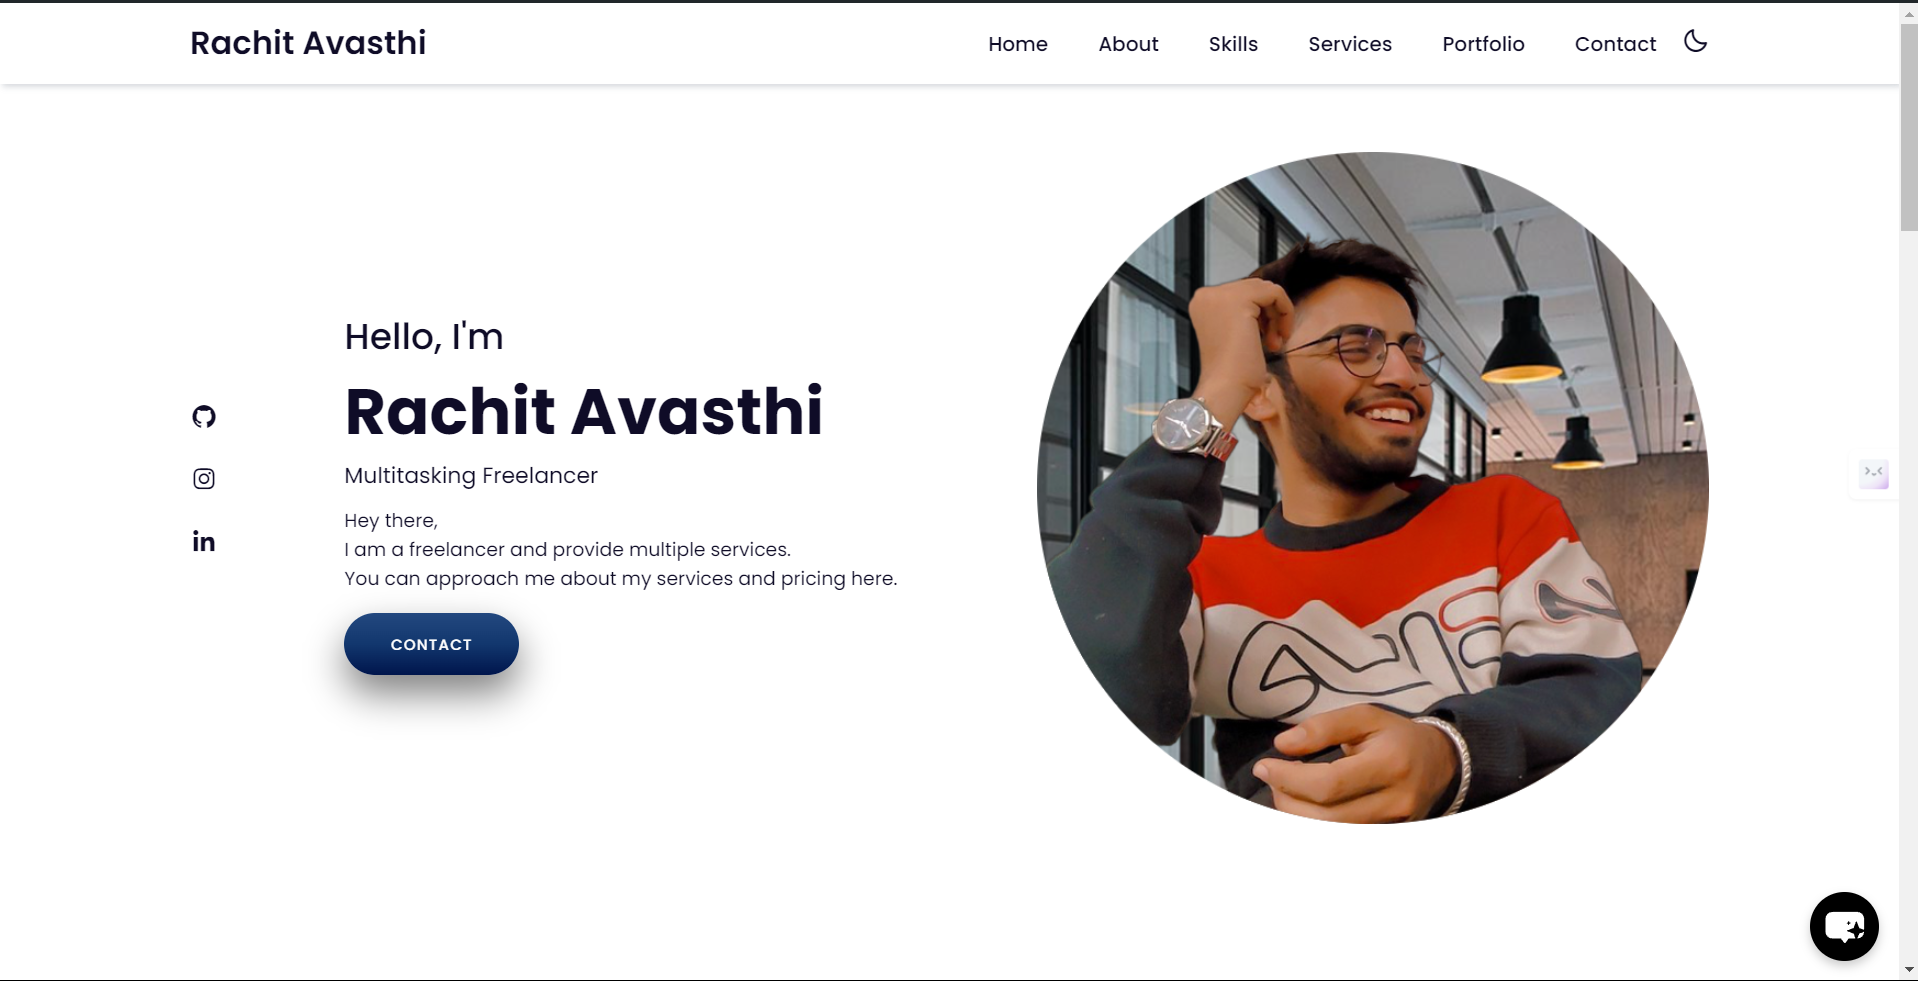 Rachit Avasthi
Home About Skills Services Portfolio Contact
Hello, I'm
Rachit Avasthi
Multitasking Freelancer
Hey there,
I am a freelancer and provide multiple services.
You can approach me about my services and pricing here.
CONTACT
in